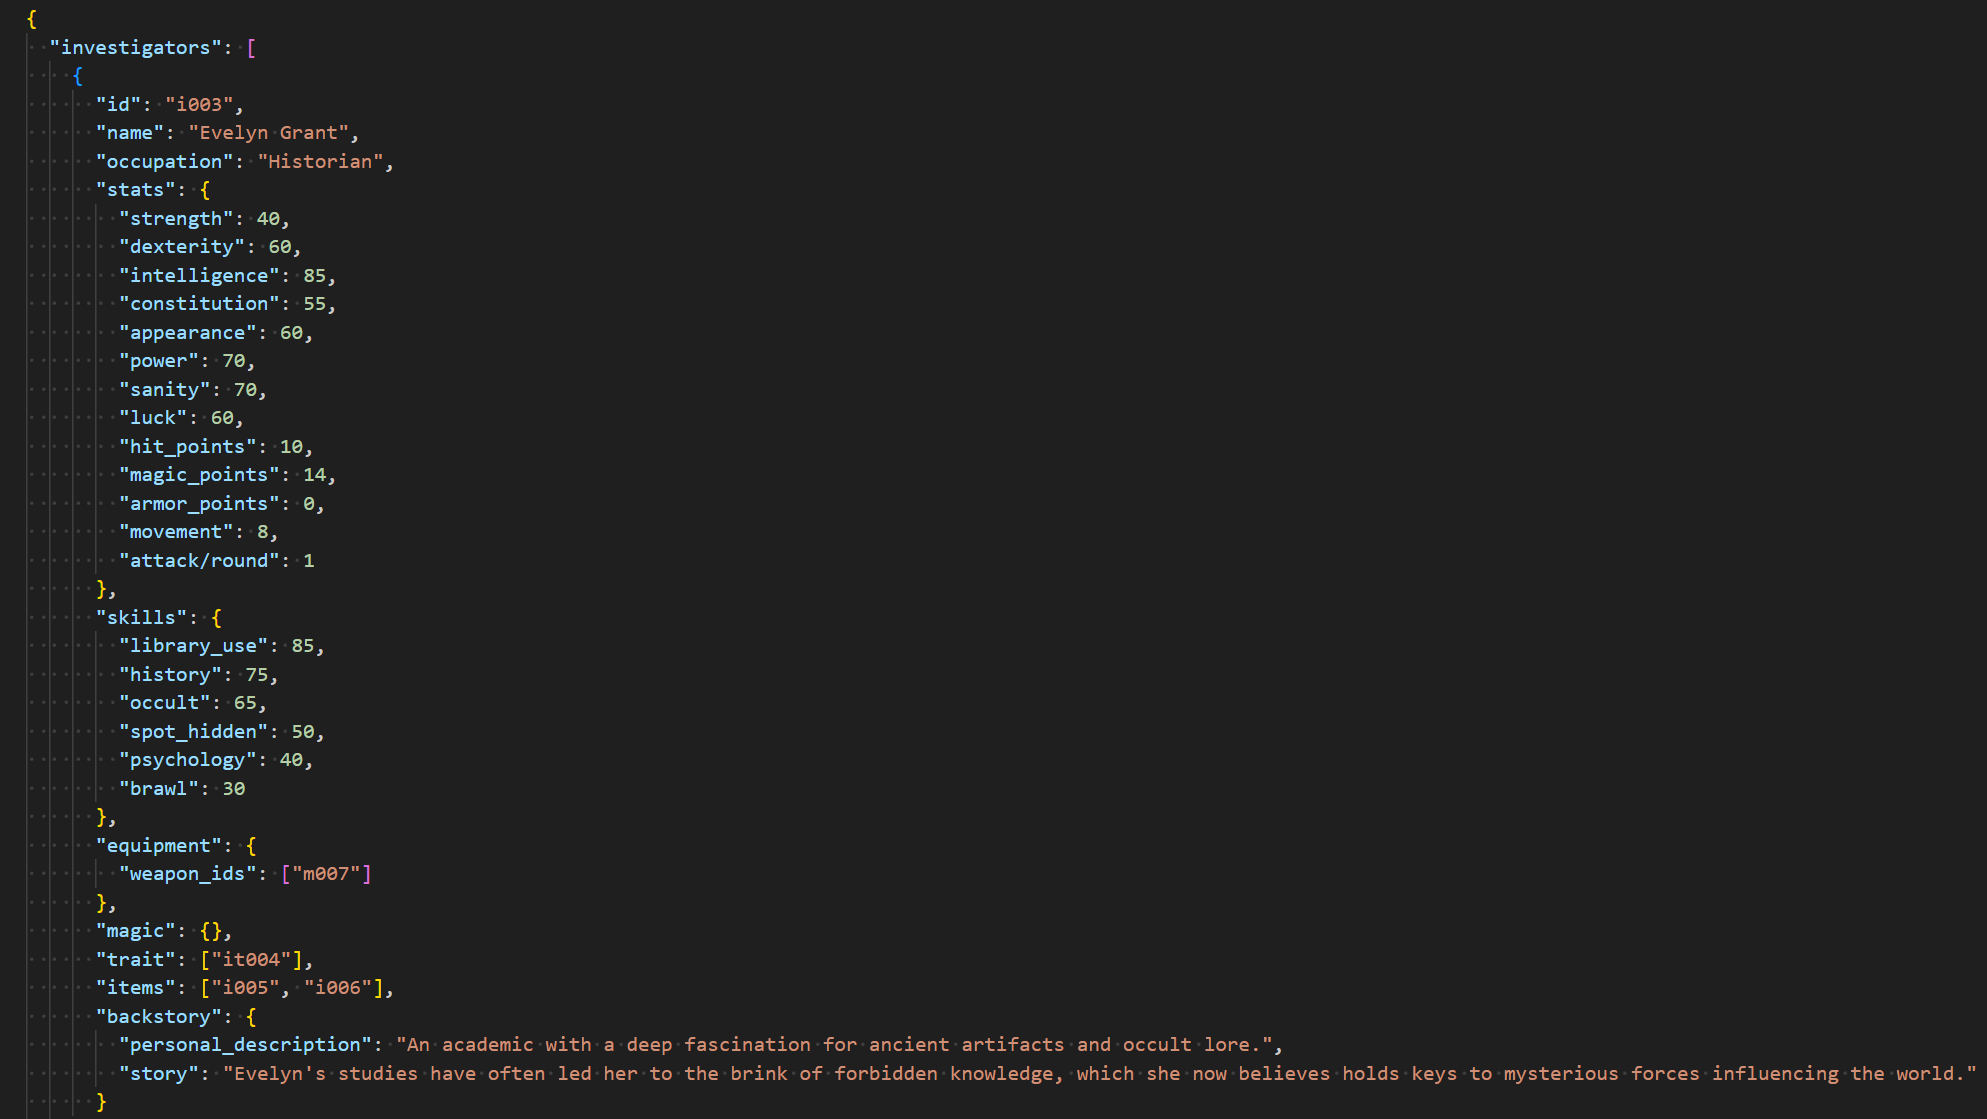 {
  "investigators": [
    {
      "id": "i003",
      "name": "Evelyn Grant",
      "occupation": "Historian",
      "stats": {
        "strength": 40,
        "dexterity": 60,
        "intelligence": 85,
        "constitution": 55,
        "appearance": 60,
        "power": 70,
        "sanity": 70,
        "luck": 60,
        "hit_points": 10,
        "magic_points": 14,
        "armor_points": 0,
        "movement": 8,
        "attack/round": 1
      },
      "skills": {
        "library_use": 85,
        "history": 75,
        "occult": 65,
        "spot_hidden": 50,
        "psychology": 40,
        "brawl": 30
      },
      "equipment": {
        "weapon_ids": ["m007"]
      },
      "magic": {},
      "trait": ["it004"],
      "items": ["i005", "i006"],
      "backstory": {
        "personal_description": "An academic with a deep fascination for ancient artifacts and occult lore.",
        "story": "Evelyn's studies have often led her to the brink of forbidden knowledge, which she now believes holds keys to mysterious forces influencing the world."
      }